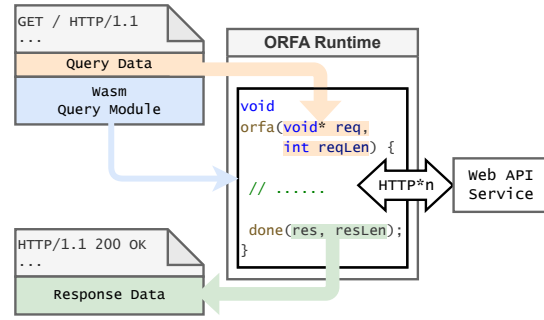 GET / HTTP/1.1
...
Query Data
Wasm
Query Module
ORFA Runtime
void
orfa(void* req,
int reqLen) {
// ......
done(res, resLen);
}
HTTP*n
Web API
Service
HTTP/1.1 200 OK
...
Response Data